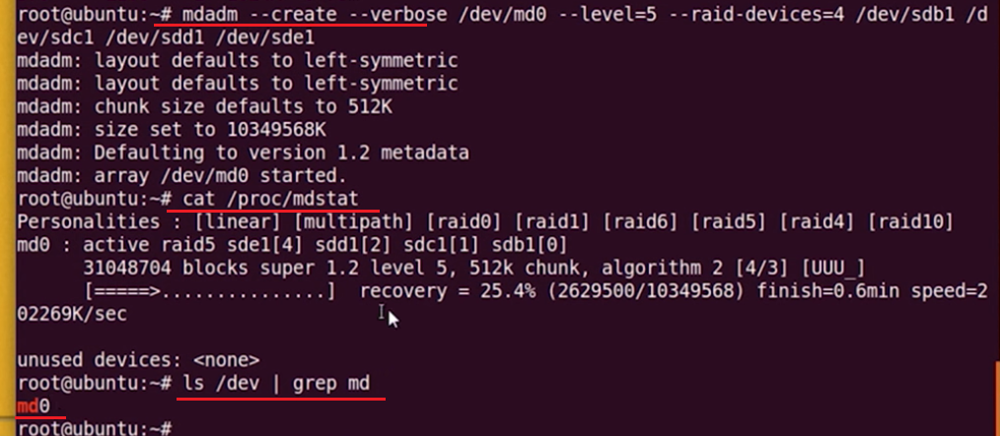 root@ubuntu:~# mdadm --create --verbose /dev/md0 --level=5 --raid-devices=4 /dev/sdb1 /d
ev/sdc1 /dev/sdd1 /dev/sde1
mdadm: layout defaults to left-symmetric
mdadm: layout defaults to left-symmetric
mdadm: chunk size defaults to 512K
mdadm: size set to 10349568K
mdadm: Defaulting to version 1.2 metadata
mdadm: array /dev/md0 started.
root@ubuntu:~# cat /proc/mdstat
Personalities : [linear] [multipath] [raid0] [raid1] [raid6] [raid5] [raid4] [raid10]
md0 : active raid5 sde1[4] sdd1[2] sdc1[1] sdb1[0]
      31048704 blocks super 1.2 level 5, 512k chunk, algorithm 2 [4/3] [UUU_]
      [=====>...............]  recovery = 25.4% (2629500/10349568) finish=0.6min speed=2
02269K/sec
unused devices: <none>
root@ubuntu:~# ls /dev | grep md
md0
root@ubuntu:~#